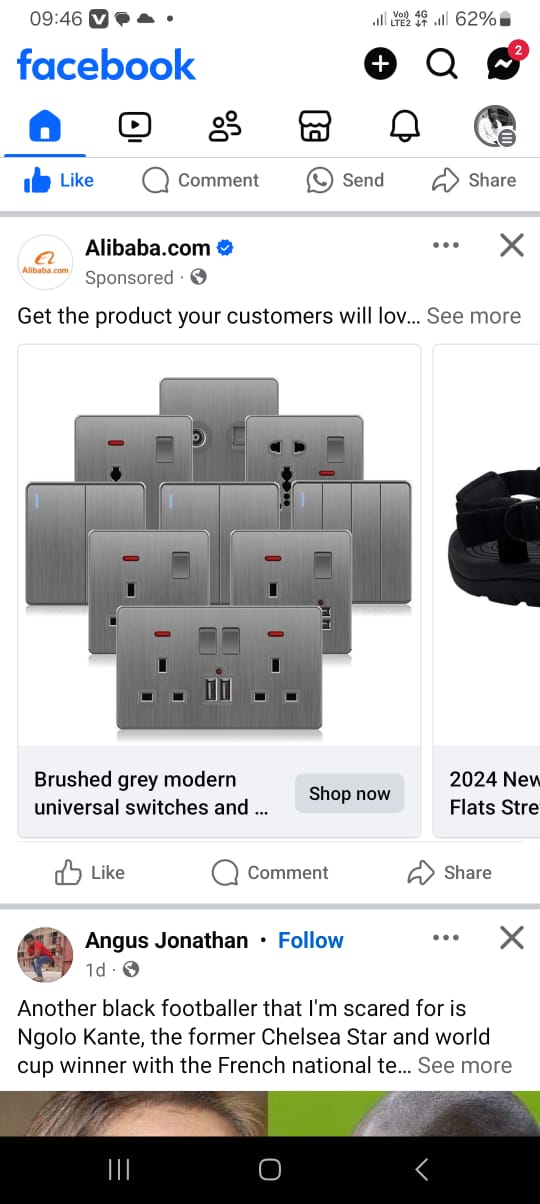 09:46 Vo) 4G LTE2 62%
facebook
2
Like Comment Send Share
Alibaba.com
Alibaba.com
Sponsored ·
Get the product your customers will lov... See more
Brushed grey modern
universal switches and ...
Shop now
2024 New
Flats Stre
Like Comment Share
Angus Jonathan · Follow
1d ·
Another black footballer that I'm scared for is
Ngolo Kante, the former Chelsea Star and world
cup winner with the French national te... See more